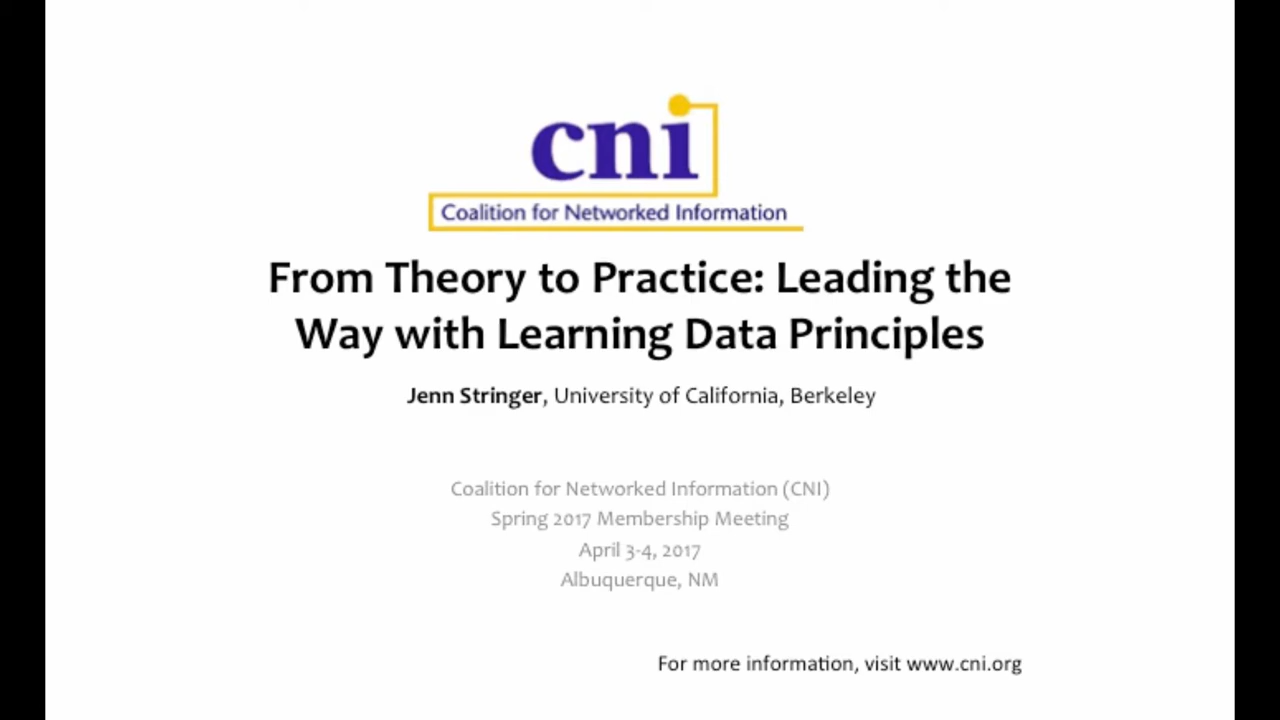 cni
Coalition for Networked Information
From Theory to Practice: Leading the
Way with Learning Data Principles
Jenn Stringer, University of California, Berkeley
Coalition for Networked Information (CNI)
Spring 2017 Membership Meeting
April 3-4, 2017
Albuquerque, NM
For more information, visit www.cni.org